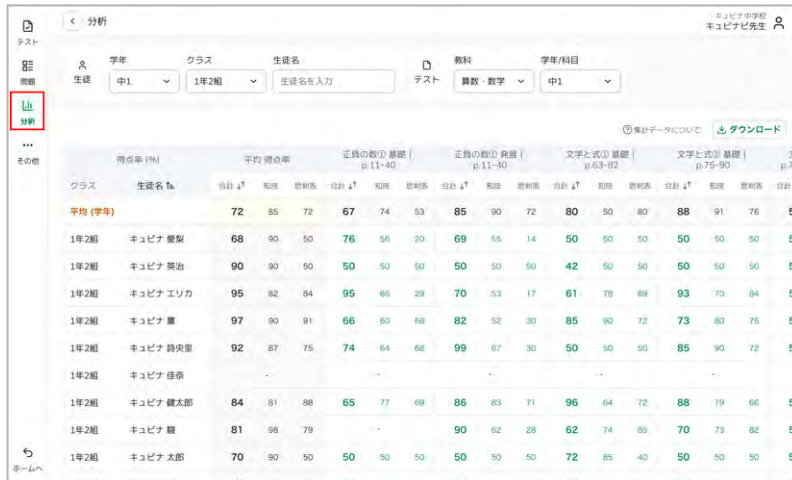 キュビナ中学校
キュビナビ先生
分析
テスト
問題
分析
その他
ホームへ
生徒
学年
クラス
生徒名
中1
1年2組
生徒名を入力
テスト
教科
学年/科目
算数・数学
中1
集計データについて
ダウンロード
得点率 (%)
平均 得点率
正負の数① 基礎 | p.11-40
正負の数① 発展 | p.11-40
文字と式① 基礎 | p.63-82
文字と式② 基礎 | p.75-90
クラス 生徒名 合計 知技 思判表 合計 知技 思判表 合計 知技 思判表 合計 知技 思判表 合計 知技 思判表
平均 (学年) 72 85 72 67 74 53 85 90 72 80 50 80 88 91 76
1年2組 キュビナ 愛梨 68 90 50 76 56 20 69 55 14 50 50 50 50 50 50
1年2組 キュビナ 英治 90 90 50 50 50 50 50 50 50 42 50 50 50 50 50
1年2組 キュビナ エリカ 95 82 84 95 66 29 70 53 17 61 78 89 93 70 84
1年2組 キュビナ 薫 97 90 91 66 60 68 82 52 30 85 90 72 73 80 75
1年2組 キュビナ 詩央里 92 87 75 74 64 68 99 67 30 50 50 50 85 90 72
1年2組 キュビナ 佳奈 - - - - -
1年2組 キュビナ 健太郎 84 81 88 65 77 69 86 83 71 96 64 72 88 79 66
1年2組 キュビナ 駿 81 98 79 - 90 62 28 62 74 85 70 73 82
1年2組 キュビナ 太郎 70 90 50 50 50 50 50 50 50 72 85 40 50 50 50